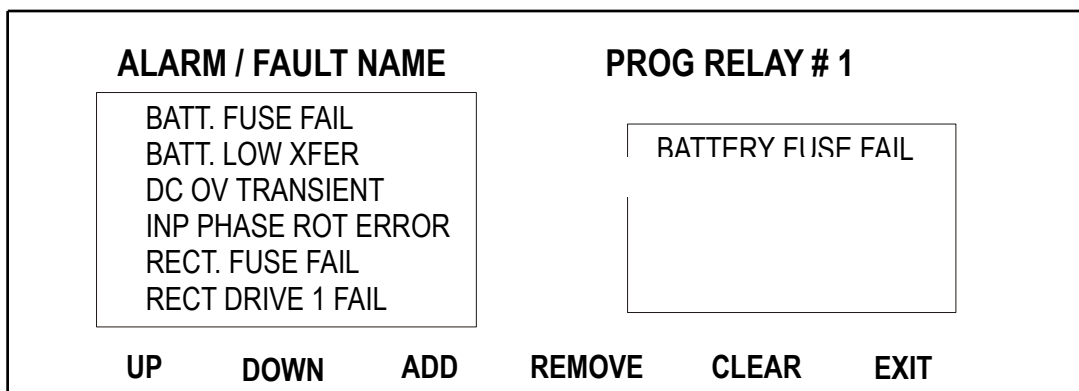 ALARM / FAULT NAME
PROG RELAY # 1
BATT. FUSE FAIL
BATT. LOW XFER
DC OV TRANSIENT
INP PHASE ROT ERROR
RECT. FUSE FAIL
RECT DRIVE 1 FAIL
BATTERY FUSE FAIL
UP DOWN ADD REMOVE CLEAR EXIT